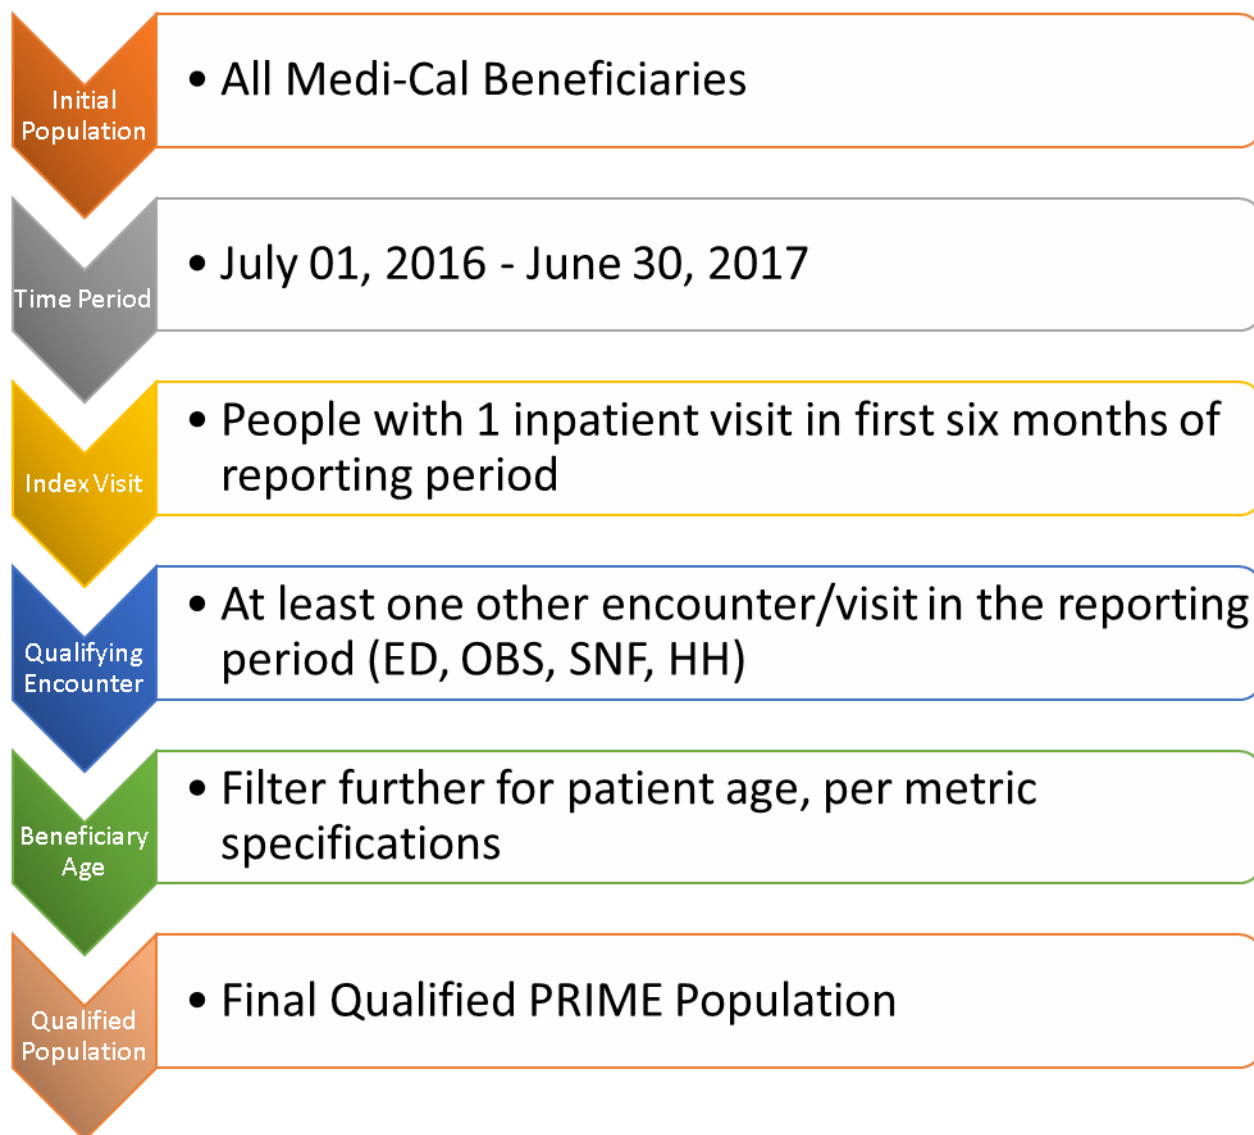 Initial
Population
• All Medi-Cal Beneficiaries
Time Period
• July 01, 2016 - June 30, 2017
Index Visit
• People with 1 inpatient visit in first six months of
reporting period
Qualifying
Encounter
• At least one other encounter/visit in the reporting
period (ED, OBS, SNF, HH)
Beneficiary
Age
• Filter further for patient age, per metric
specifications
Qualified
Population
• Final Qualified PRIME Population